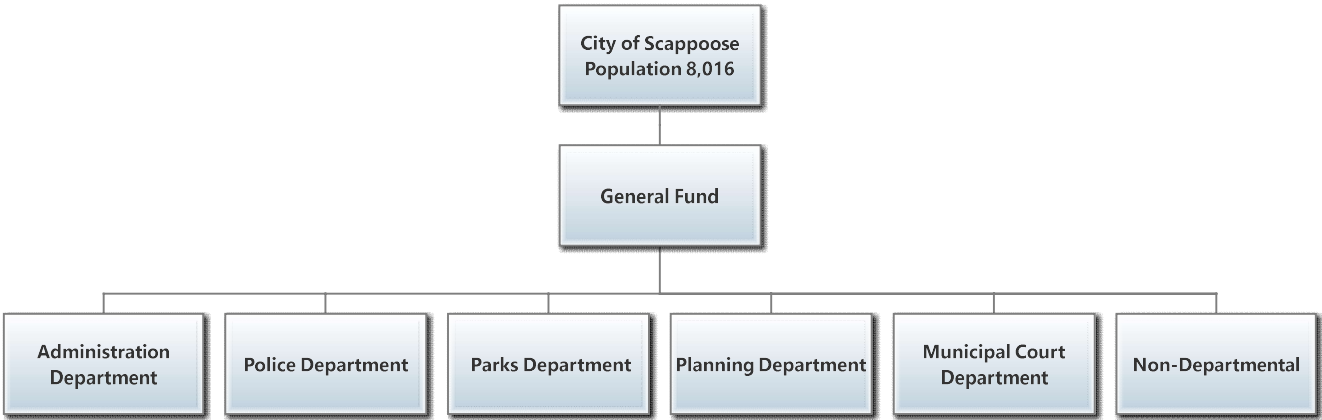 City of Scappoose
Population 8,016
General Fund
Administration
Department
Police Department
Parks Department
Planning Department
Municipal Court
Department
Non-Departmental